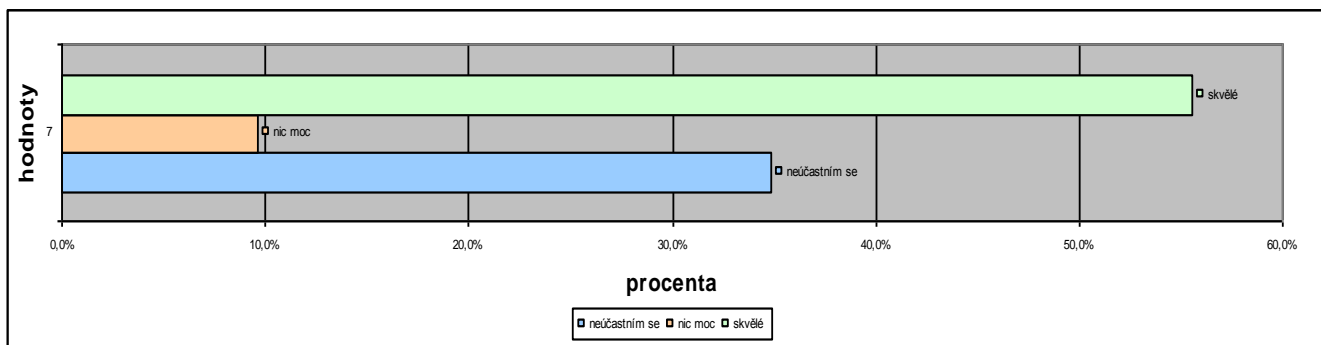 hodnoty
7
skvělé
nic moc
neúčastním se
0,0% 10,0% 20,0% 30,0% 40,0% 50,0% 60,0%
procenta
neúčastním se nic moc skvělé